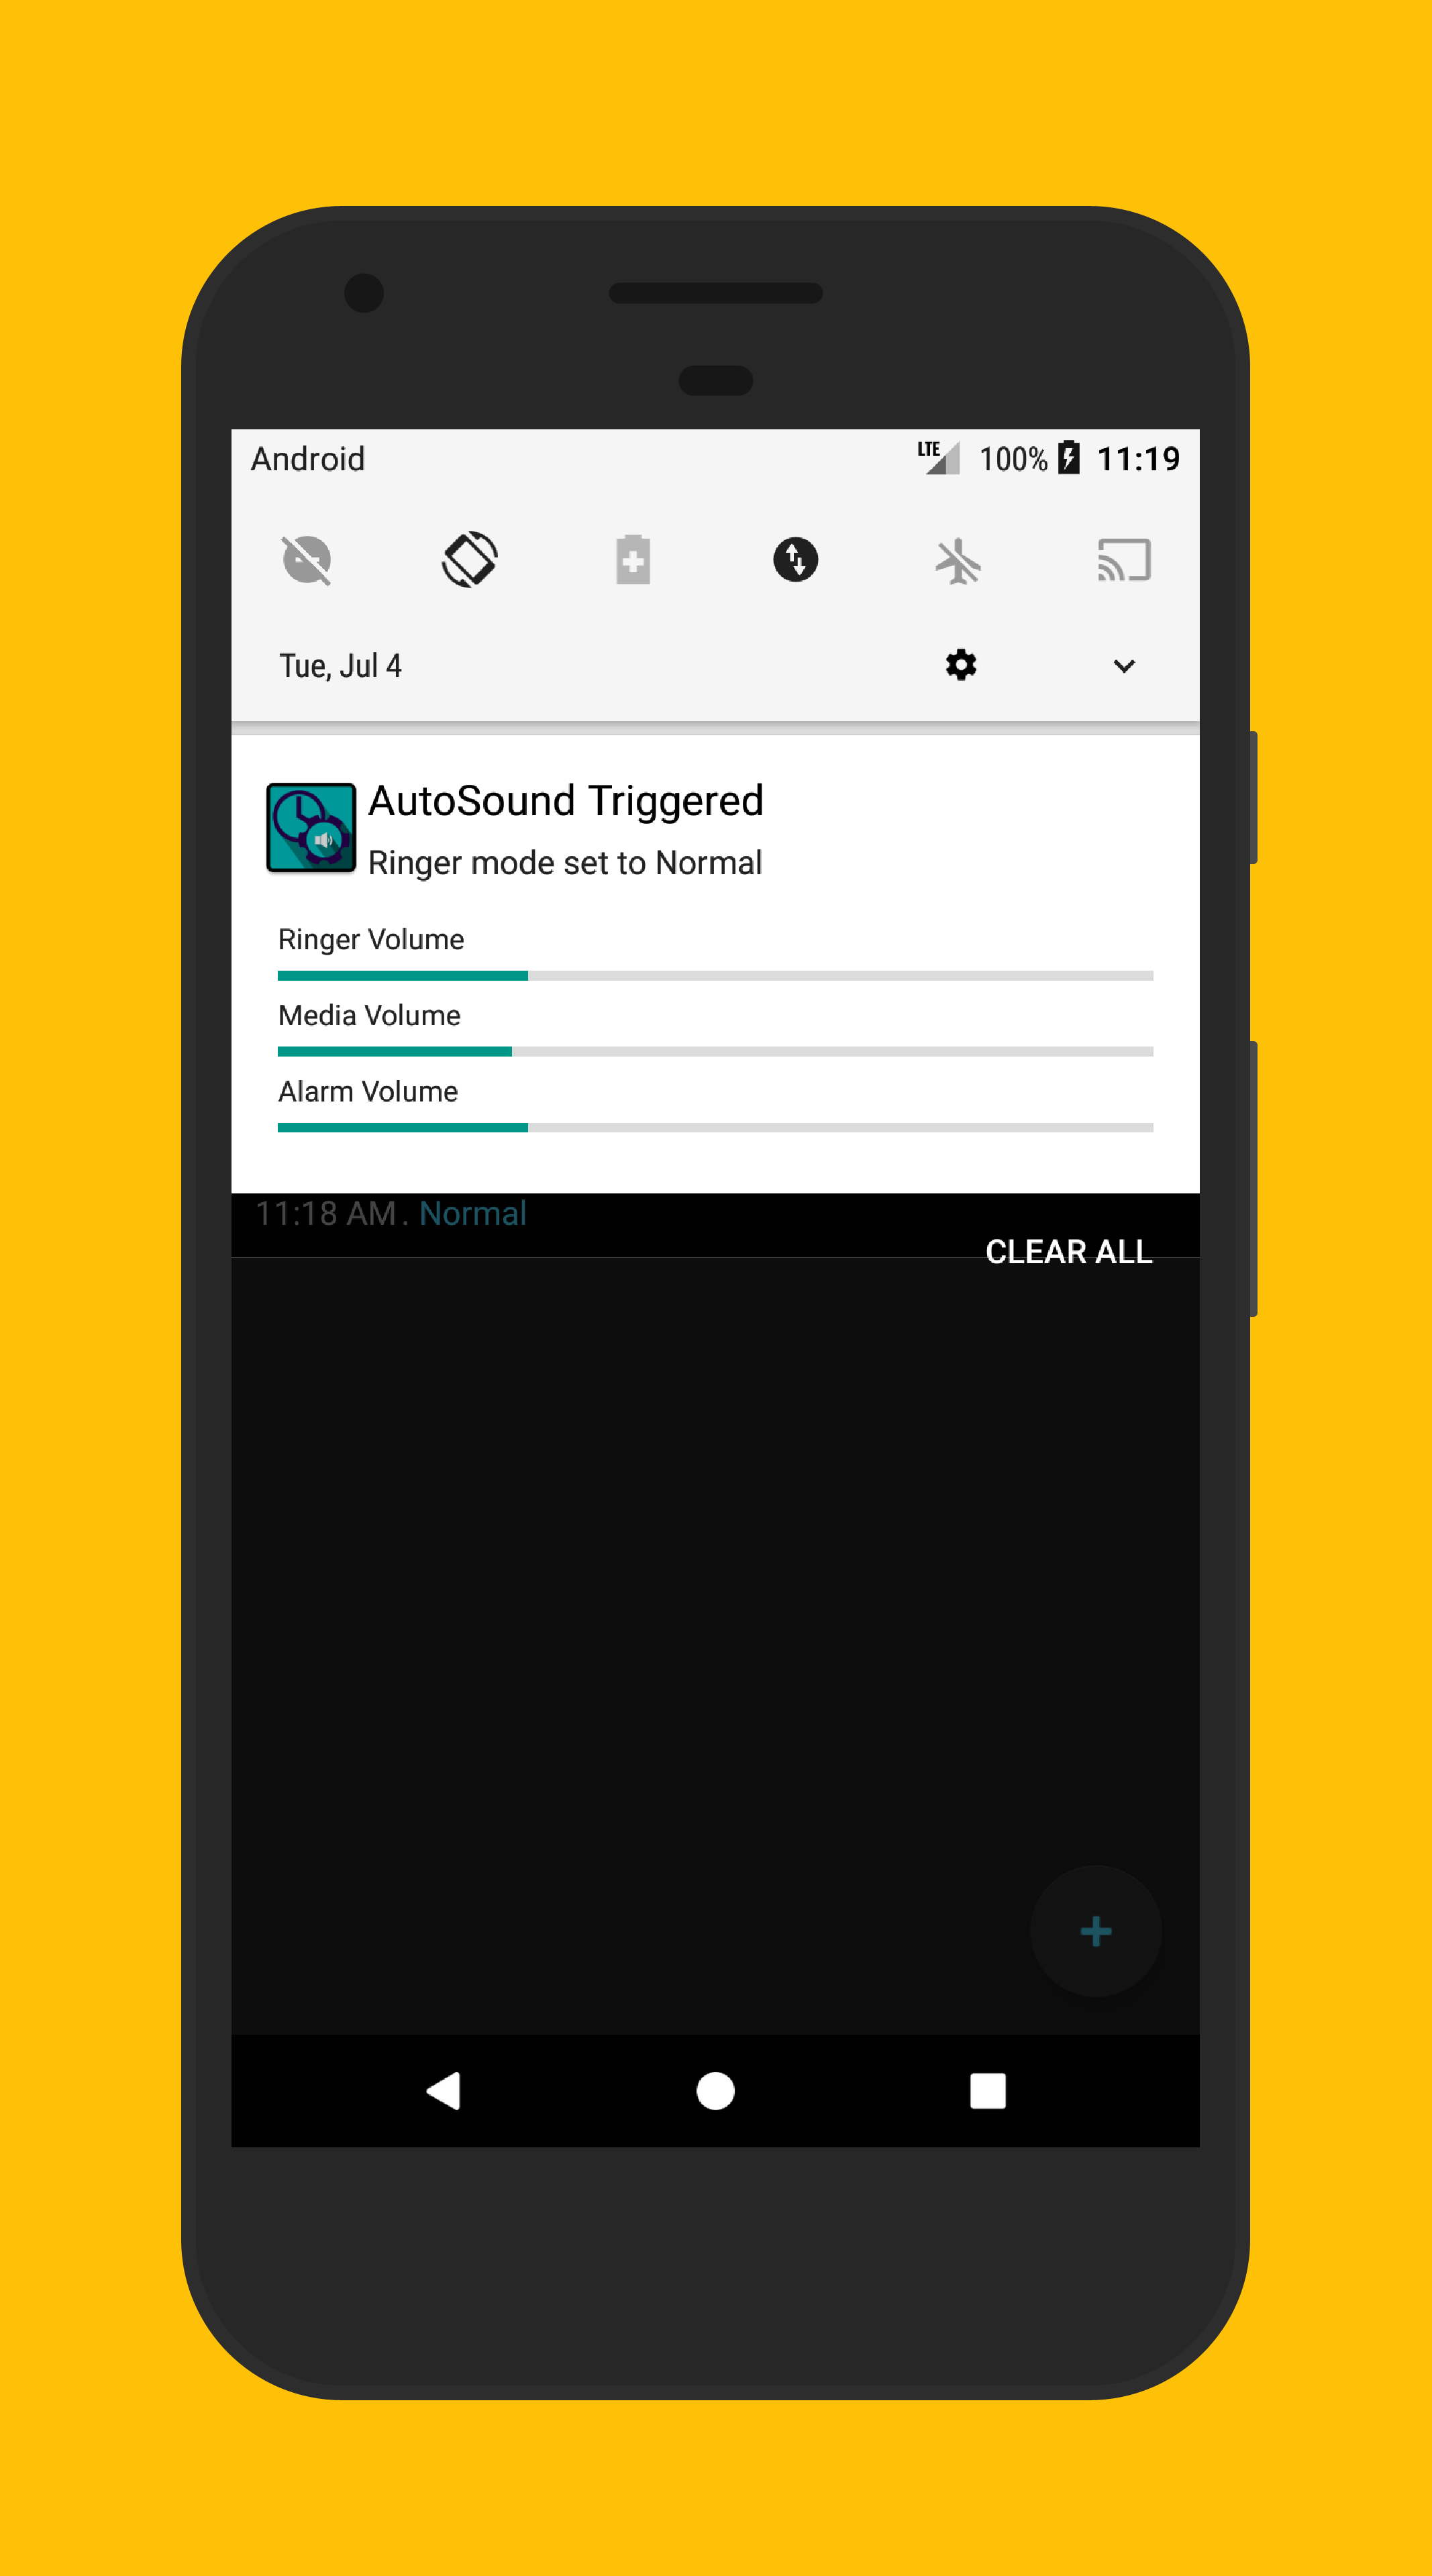 Android LTE 100% 11:19
Tue, Jul 4
AutoSound Triggered
Ringer mode set to Normal
Ringer Volume
Media Volume
Alarm Volume
11:18 AM . Normal
CLEAR ALL